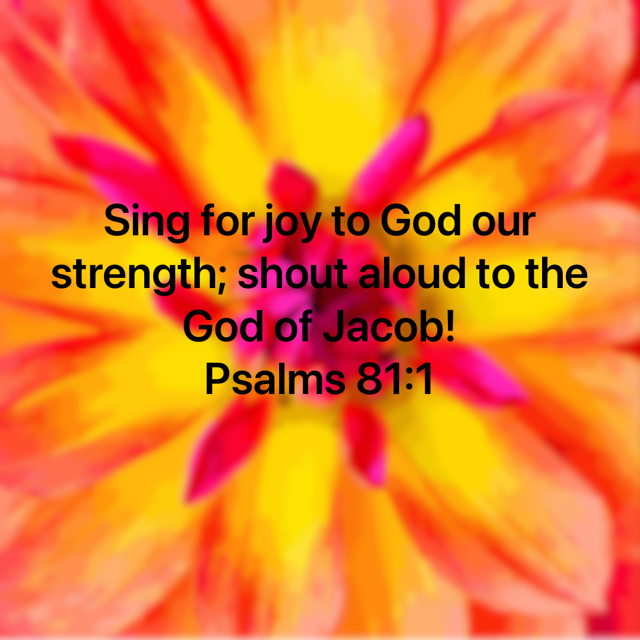 Sing for joy to God our
strength; shout aloud to the
God of Jacob!
Psalms 81:1